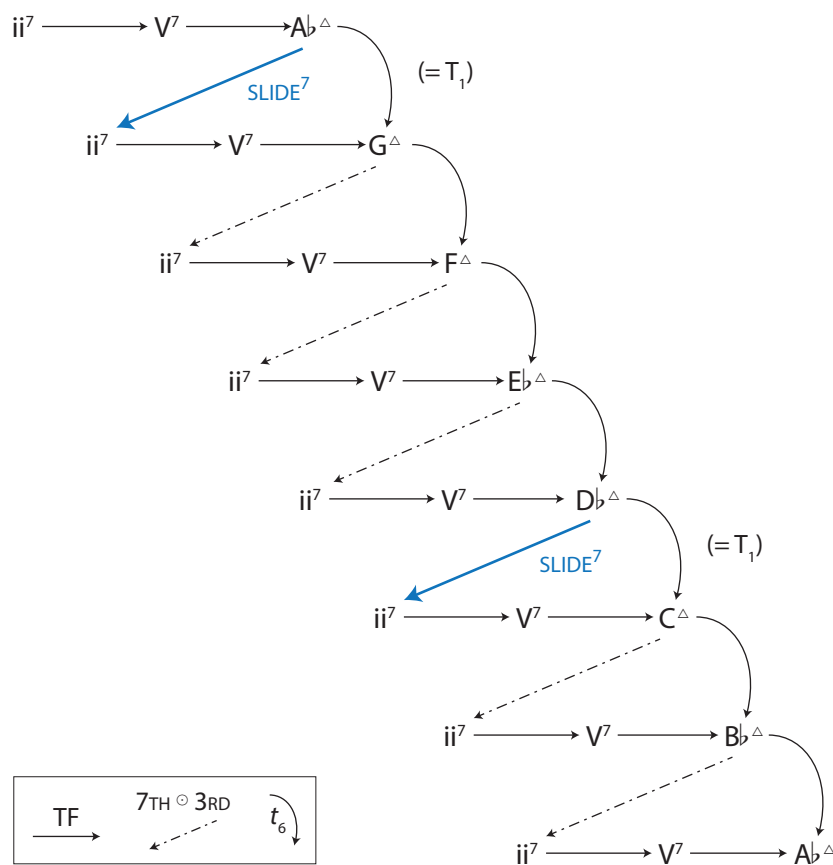 ii⁷ V⁷ A♭△
(= T₁)
SLIDE⁷
ii⁷ V⁷ G△
ii⁷ V⁷ F△
ii⁷ V⁷ E♭△
ii⁷ V⁷ D♭△
(= T₁)
SLIDE⁷
ii⁷ V⁷ C△
ii⁷ V⁷ B♭△
7TH ⊙ 3RD
TF t₆
ii⁷ V⁷ A♭△